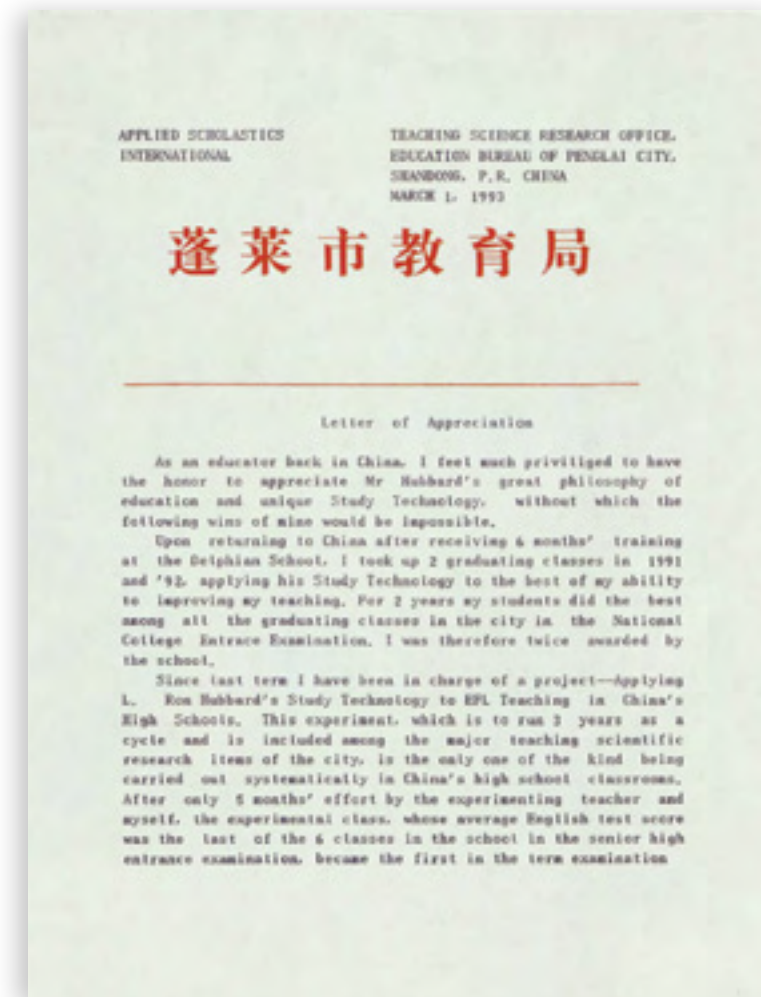 APPLIED SCHOLASTICS
INTERNATIONAL
TEACHING SCIENCE RESEARCH OFFICE,
EDUCATION BUREAU OF PENGLAI CITY,
SHANDONG, P.R. CHINA
MARCH 1, 1993
蓬莱市教育局
Letter of Appreciation
As an educator back in China, I feel much privitiged to have
the honor to appreciate Mr Hubbard's great philosophy of
education and unique Study Technology, without which the
following wins of mine would be impossible.
Upon returning to China after receiving 6 months' training
at the Delphian School, I took up 2 graduating classes in 1991
and '92, applying his Study Technology to the best of my ability
to improving my teaching. For 2 years my students did the best
among all the graduating classes in the city in the National
College Entrace Examination. I was therefore twice awarded by
the school.
Since last term I have been in charge of a project--Applying
L. Ron Hubbard's Study Technology to EFL Teaching in China's
High Schools. This experiment, which is to run 3 years as a
cycle and is included among the major teaching scientific
research items of the city, is the only one of the kind being
carried out systematically in China's high school classrooms.
After only 5 months' effort by the experimenting teacher and
myself, the experimental class, whose average English test score
was the last of the 6 classes in the school in the senior high
entrance examination, became the first in the term examination